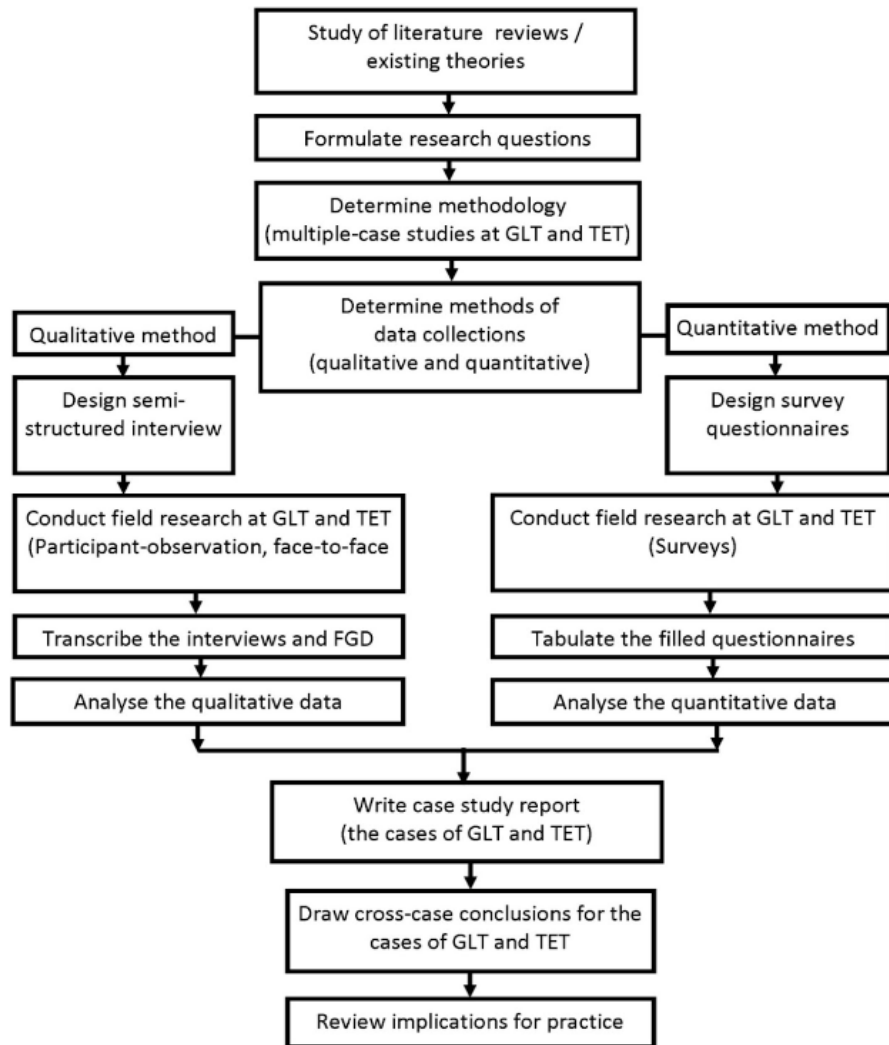 Study of literature reviews /
existing theories
Formulate research questions
Determine methodology
(multiple-case studies at GLT and TET)
Determine methods of
data collections
(qualitative and quantitative)
Qualitative method
Quantitative method
Design semi-
structured interview
Design survey
questionnaires
Conduct field research at GLT and TET
(Participant-observation, face-to-face
Conduct field research at GLT and TET
(Surveys)
Transcribe the interviews and FGD
Tabulate the filled questionnaires
Analyse the qualitative data
Analyse the quantitative data
Write case study report
(the cases of GLT and TET)
Draw cross-case conclusions for the
cases of GLT and TET
Review implications for practice